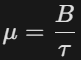 μ = B/τ